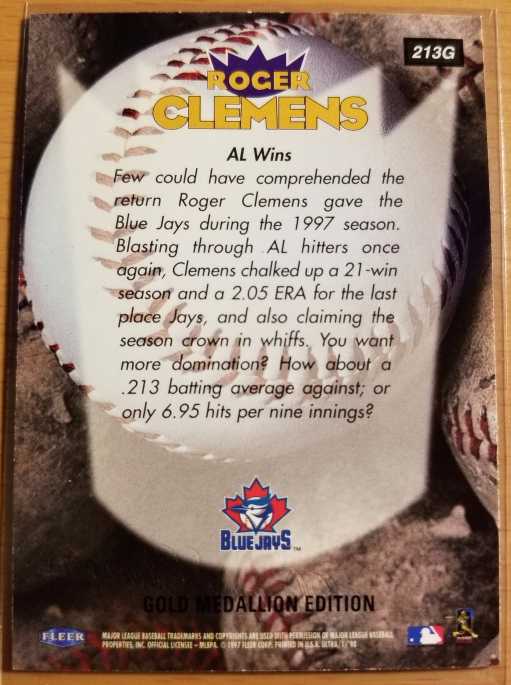 213G
ROGER
CLEMENS
AL Wins
Few could have comprehended the
return Roger Clemens gave the
Blue Jays during the 1997 season.
Blasting through AL hitters once
again, Clemens chalked up a 21-win
season and a 2.05 ERA for the last
place Jays, and also claiming the
season crown in whiffs. You want
more domination? How about a
.213 batting average against; or
only 6.95 hits per nine innings?
BLUE JAYS™
GOLD MEDALLION EDITION
FLEER
MAJOR LEAGUE BASEBALL TRADEMARKS AND COPYRIGHTS ARE USED WITH PERMISSION OF MAJOR LEAGUE BASEBALL
PROPERTIES, INC. OFFICIAL LICENSEE - MLBPA. © 1997 FLEER CORP. PRINTED IN U.S.A. ULTRA/1/'98